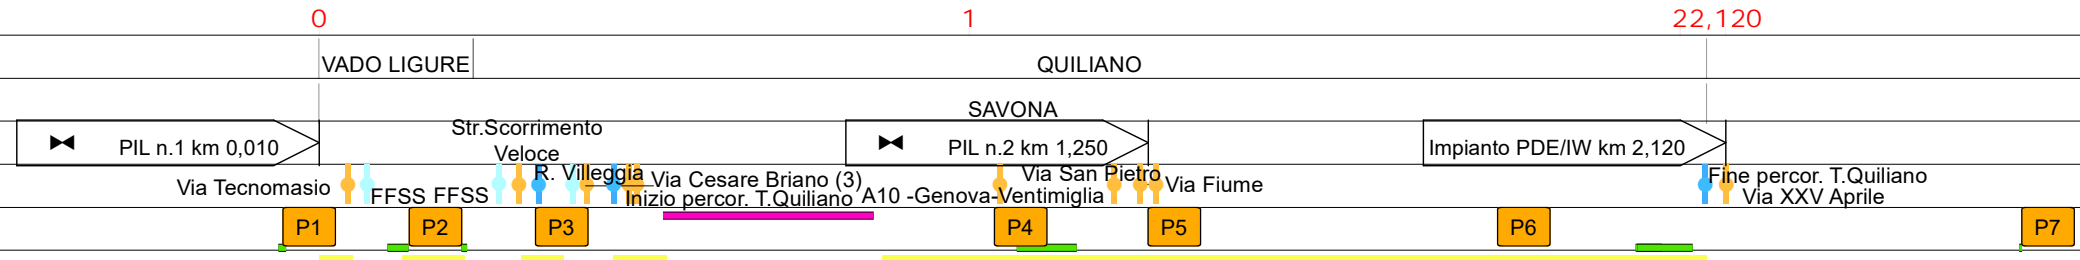 0 1 22,120
VADO LIGURE QUILIANO
SAVONA
PIL n.1 km 0,010 PIL n.2 km 1,250 Impianto PDE/IW km 2,120
Str.Scorrimento
Veloce
R. Villeggia Via San Pietro Fine percor. T.Quiliano
Via Tecnomasio Via Cesare Briano (3) Via Fiume
FFSS FFSS Inizio percor. T.Quiliano A10 -Genova-Ventimiglia Via XXV Aprile
P1 P2 P3 P4 P5 P6 P7